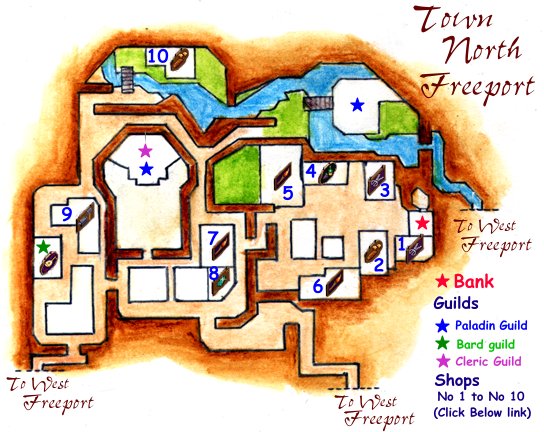 Town
North
Freeport
10
4
3
5
9
7
1
2
8
6
To West
Freeport
Bank
Guilds
Paladin Guild
Bard guild
Cleric Guild
Shops
No 1 to No 10
(Click Below link)
To West
Freeport
To West
Freeport